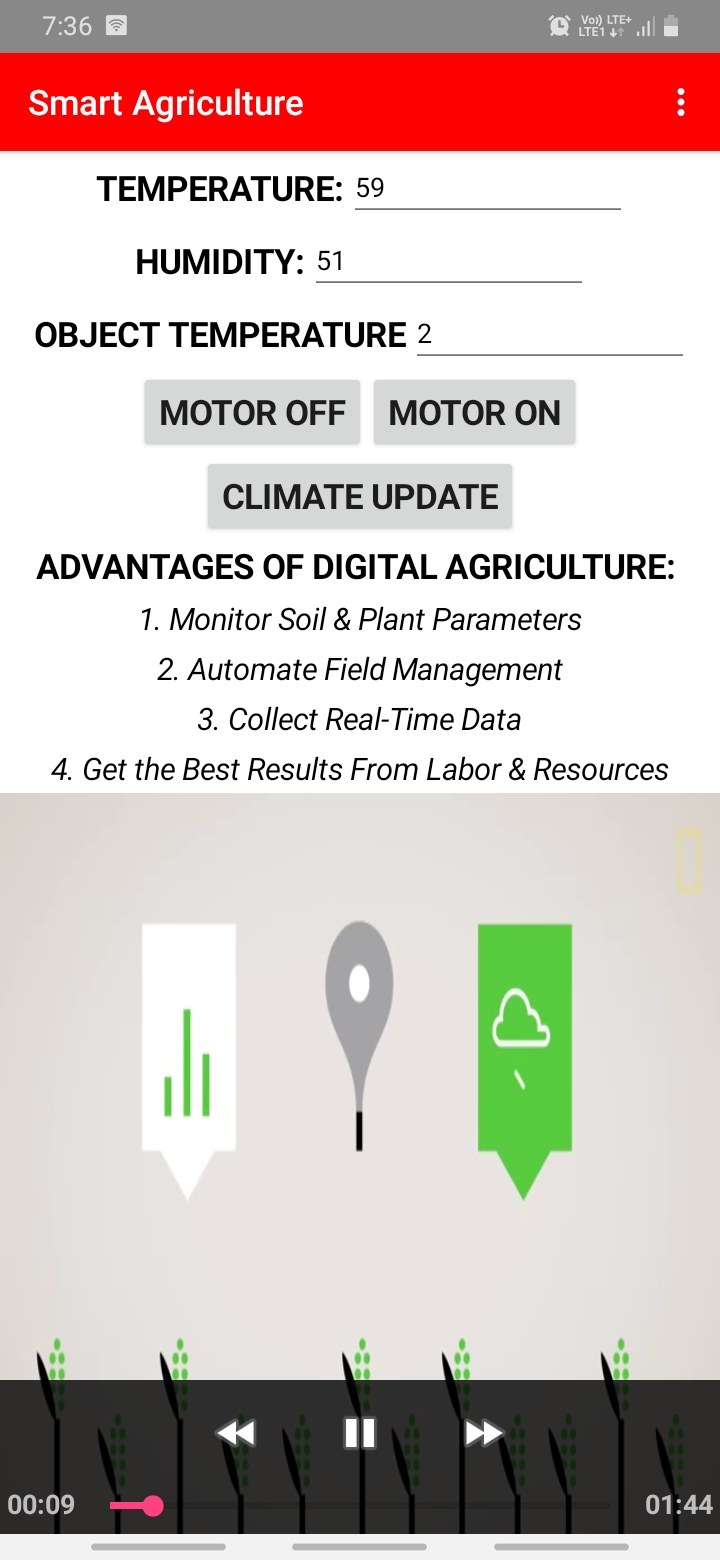 7:36 Vo)) LTE+
LTE1
Smart Agriculture
TEMPERATURE: 59
HUMIDITY: 51
OBJECT TEMPERATURE 2
MOTOR OFF MOTOR ON
CLIMATE UPDATE
ADVANTAGES OF DIGITAL AGRICULTURE:
1. Monitor Soil & Plant Parameters
2. Automate Field Management
3. Collect Real-Time Data
4. Get the Best Results From Labor & Resources
00:09 01:44